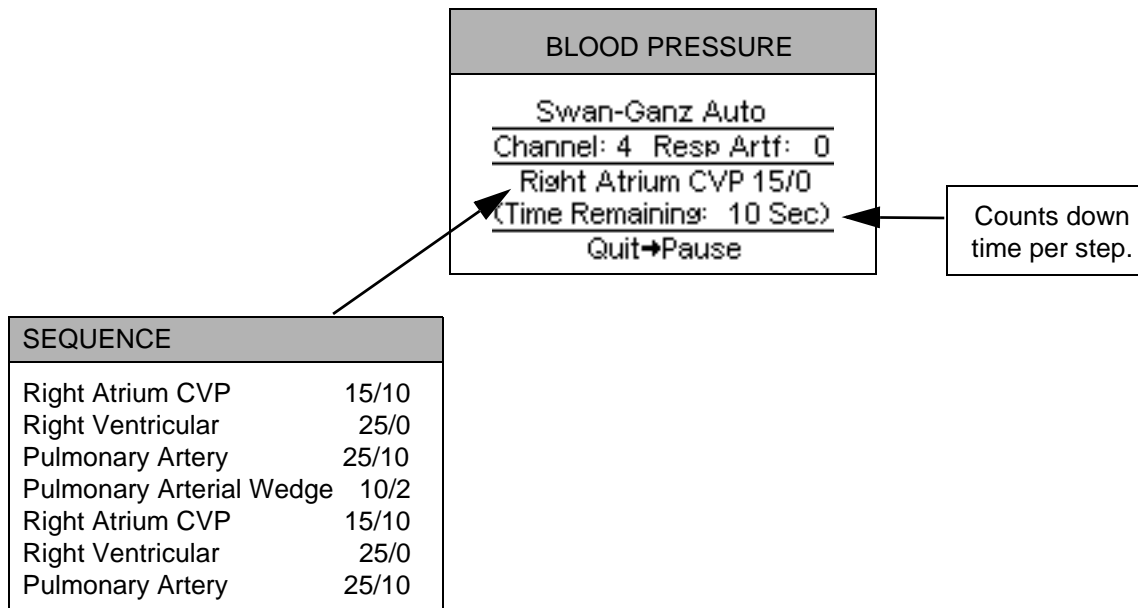 BLOOD PRESSURE
Swan-Ganz Auto
Channel: 4 Resp Artf: 0
Right Atrium CVP 15/0
(Time Remaining: 10 Sec)
Quit→Pause
Counts down
time per step.
SEQUENCE
Right Atrium CVP 15/10
Right Ventricular 25/0
Pulmonary Artery 25/10
Pulmonary Arterial Wedge 10/2
Right Atrium CVP 15/10
Right Ventricular 25/0
Pulmonary Artery 25/10